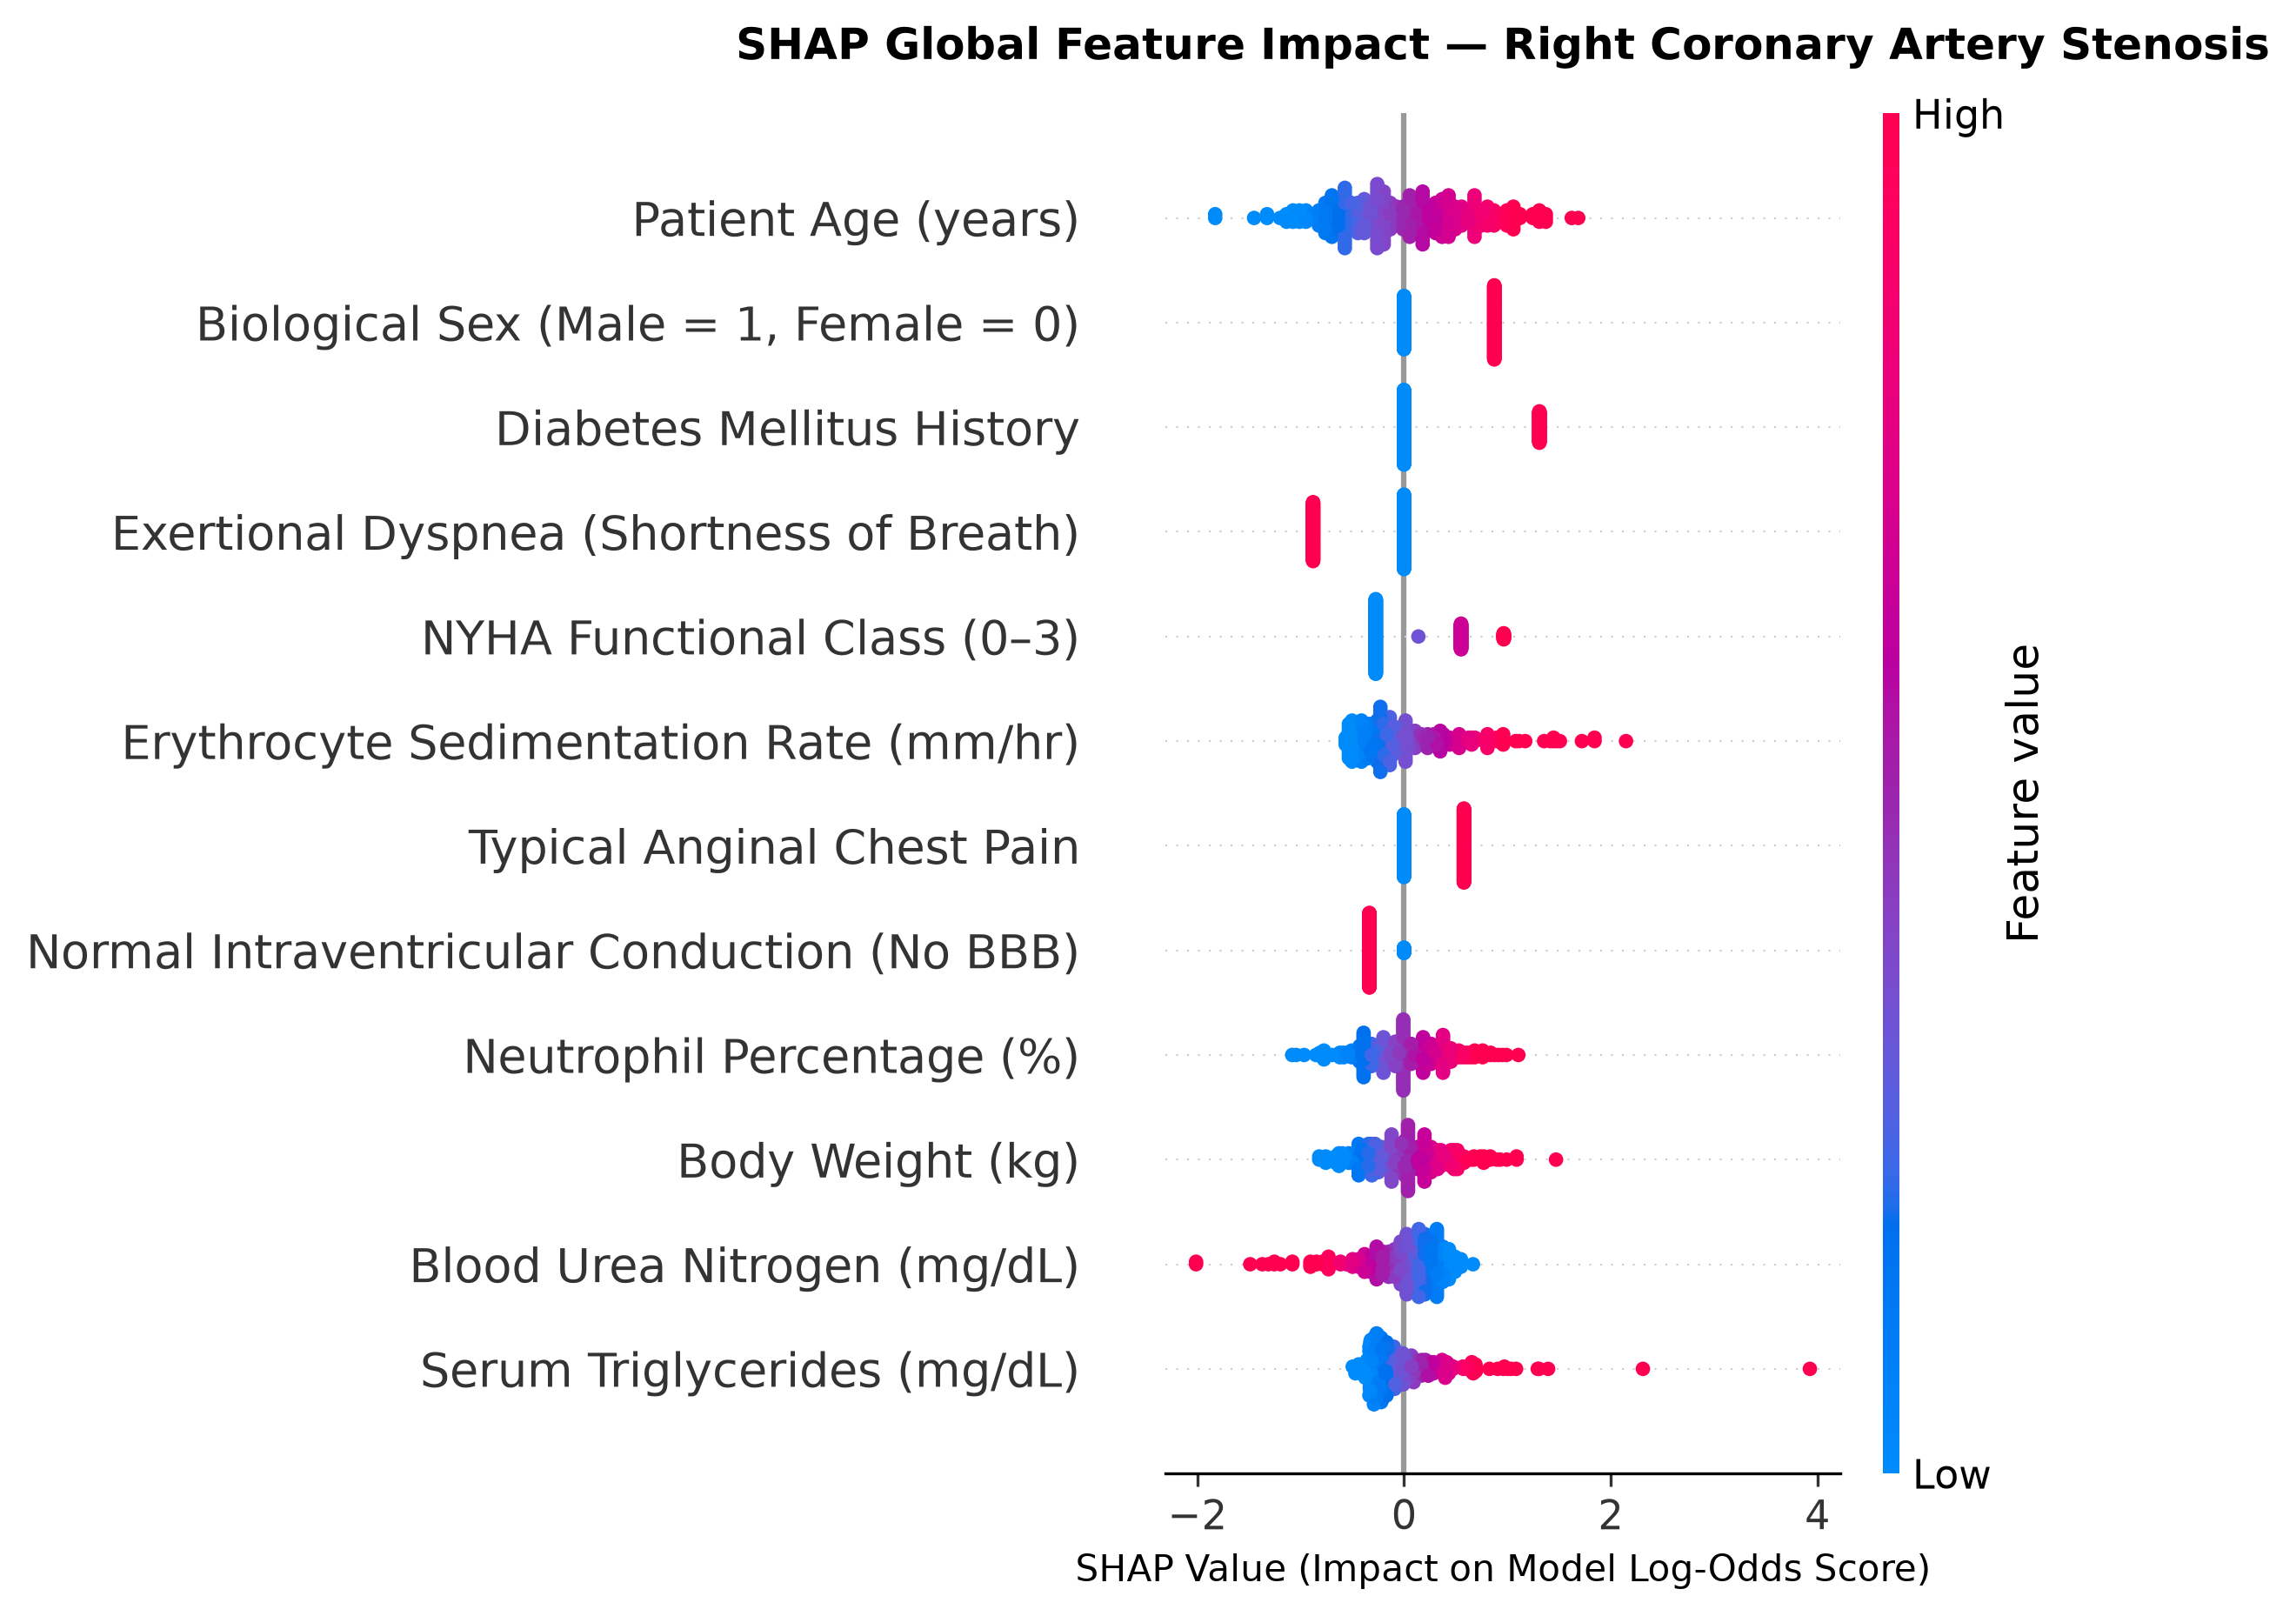 SHAP Global Feature Impact — Right Coronary Artery Stenosis
High
Patient Age (years)
Biological Sex (Male = 1, Female = 0)
Diabetes Mellitus History
Exertional Dyspnea (Shortness of Breath)
NYHA Functional Class (0–3)
Erythrocyte Sedimentation Rate (mm/hr)
Typical Anginal Chest Pain
Normal Intraventricular Conduction (No BBB)
Neutrophil Percentage (%)
Body Weight (kg)
Blood Urea Nitrogen (mg/dL)
Serum Triglycerides (mg/dL)
Feature value
Low
−2 0 2 4
SHAP Value (Impact on Model Log-Odds Score)